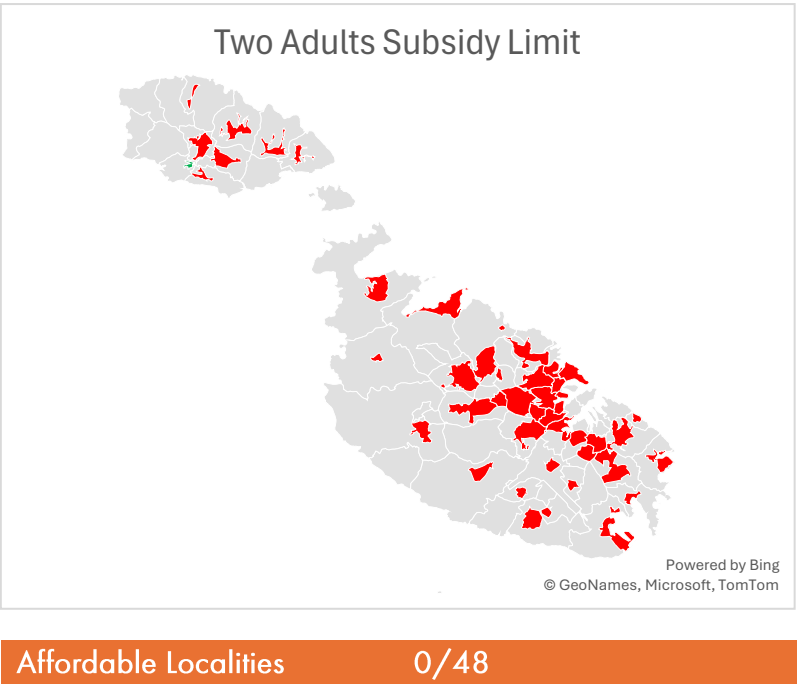 Two Adults Subsidy Limit
Powered by Bing
© GeoNames, Microsoft, TomTom
Affordable Localities 0/48